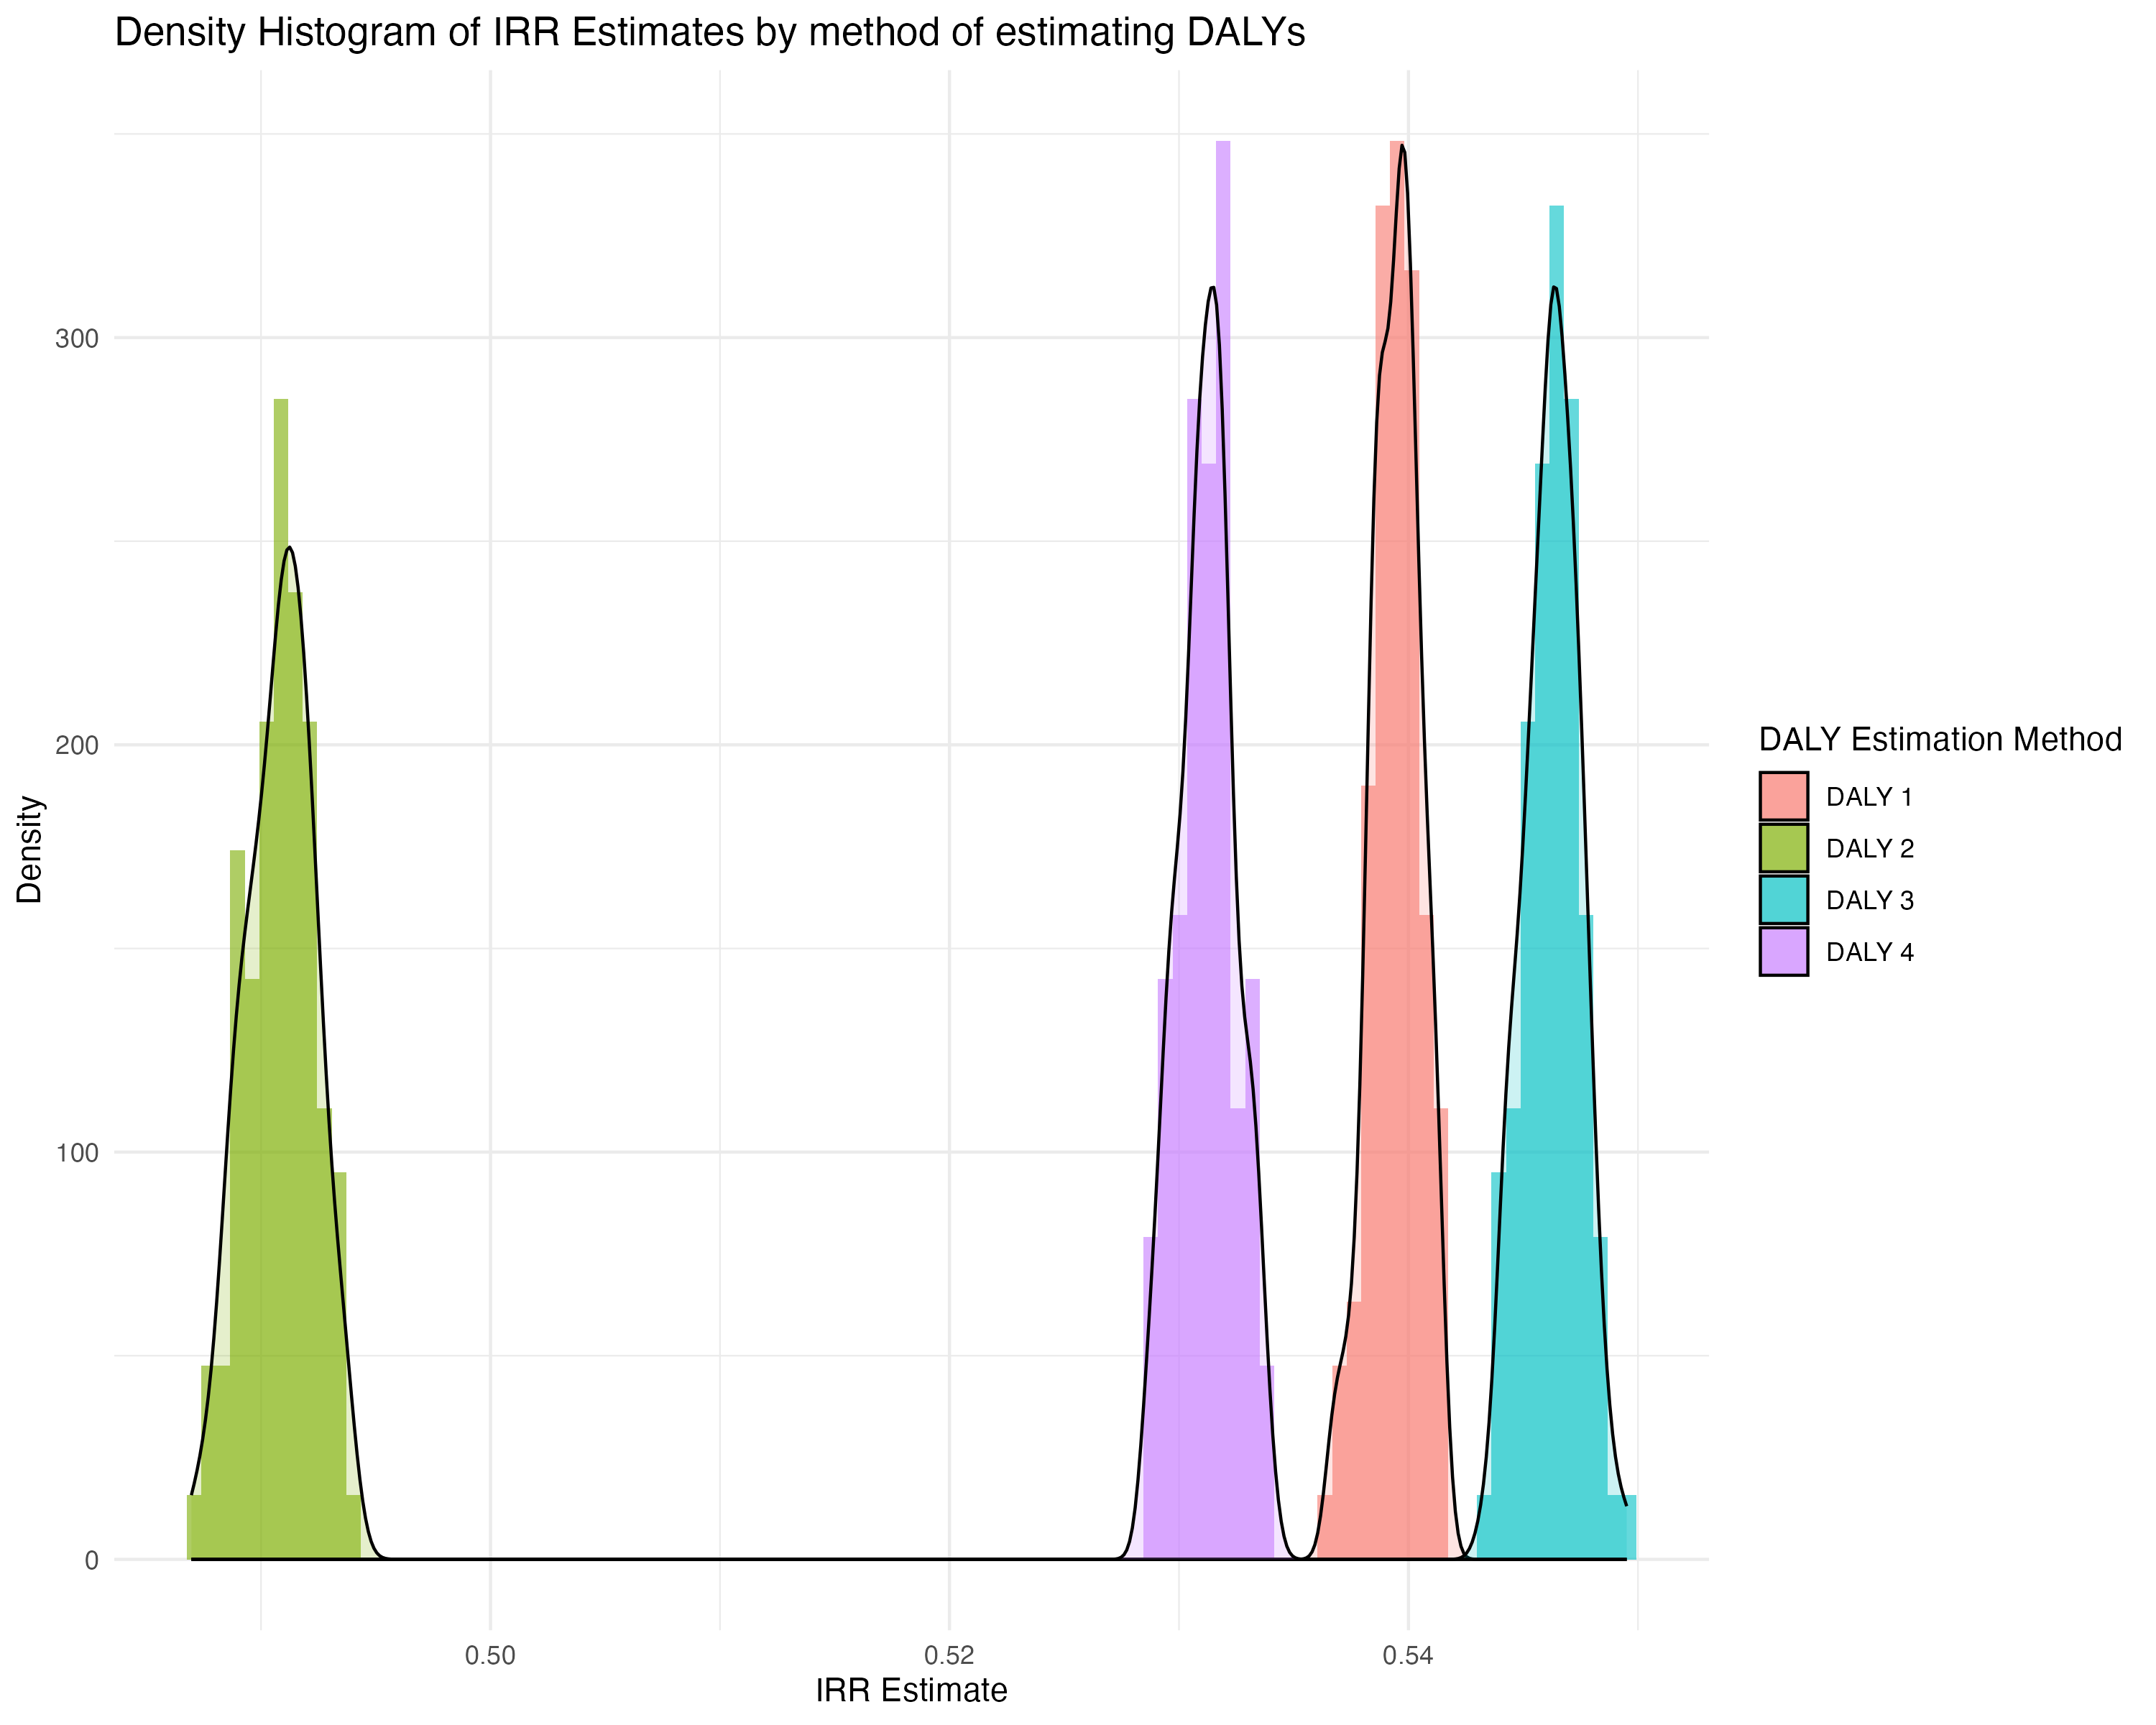 Density Histogram of IRR Estimates by method of estimating DALYs
Density
300
200
100
0
0.50
0.52
0.54
IRR Estimate
DALY Estimation Method
DALY 1
DALY 2
DALY 3
DALY 4